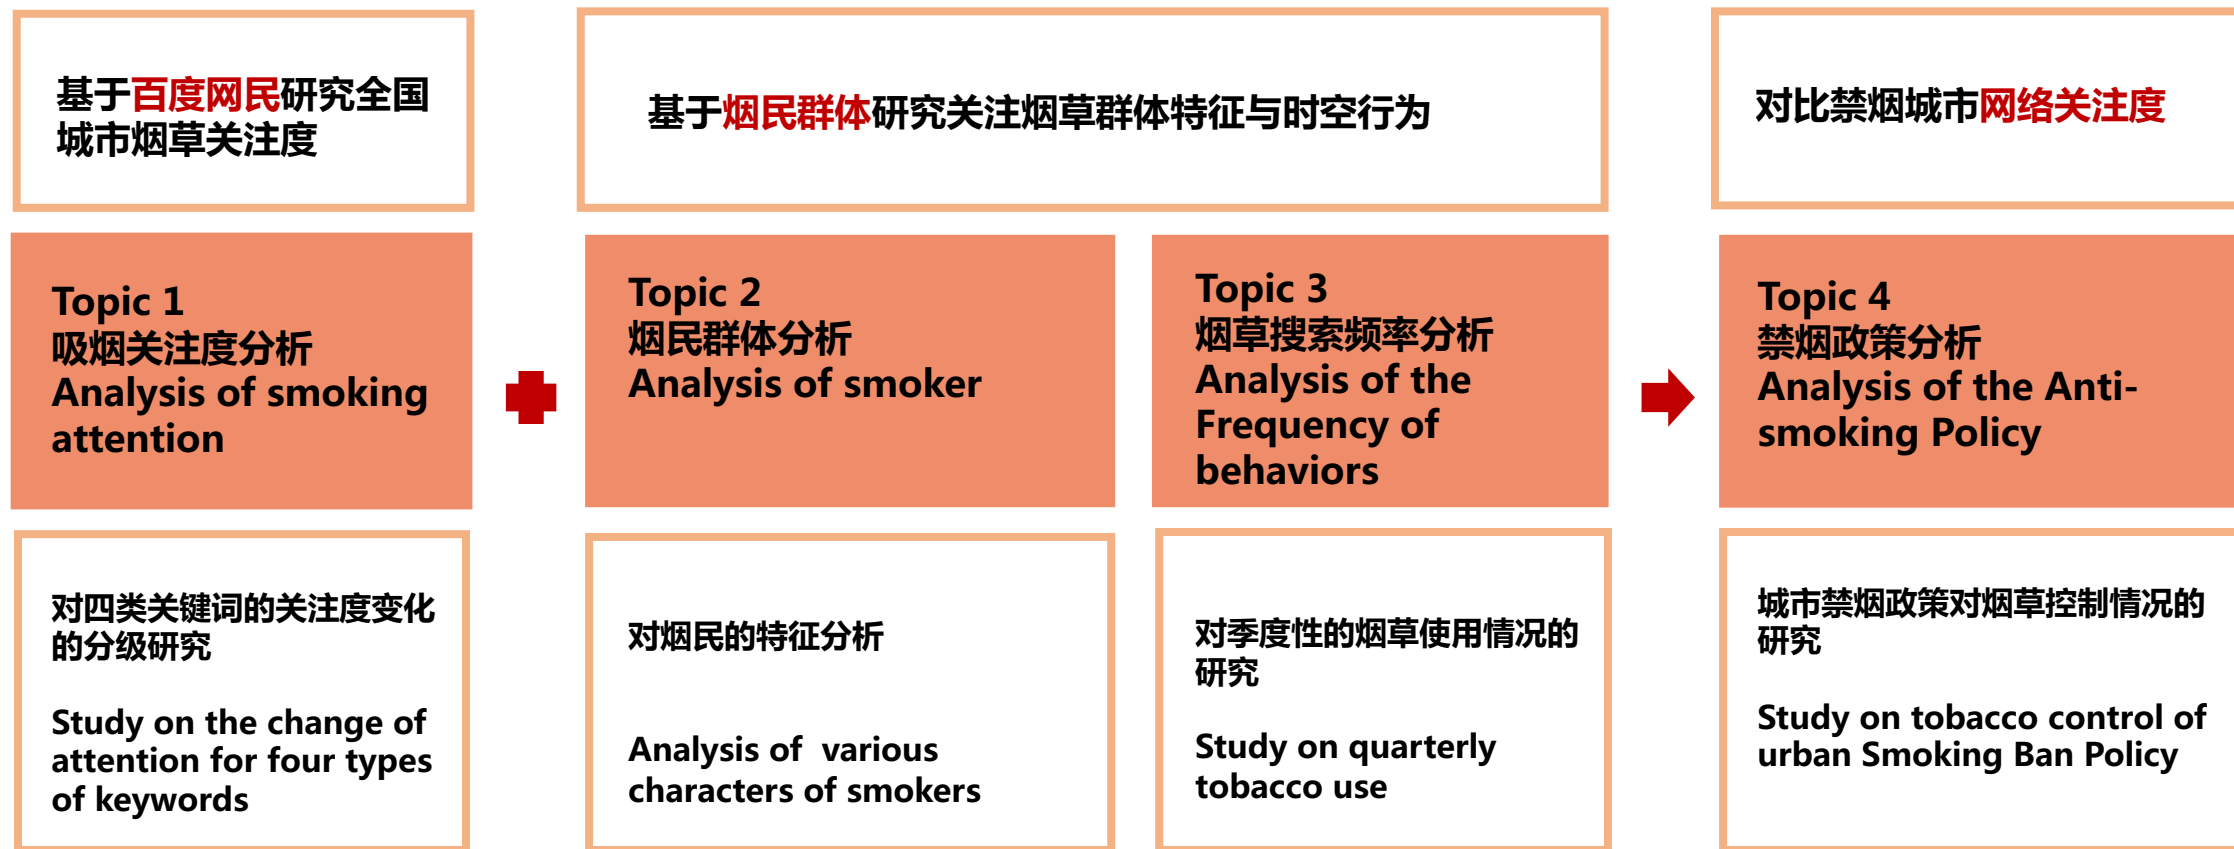 基于百度网民研究全国
城市烟草关注度
基于烟民群体研究关注烟草群体特征与时空行为
对比禁烟城市网络关注度
Topic 1
吸烟关注度分析
Analysis of smoking
attention
Topic 2
烟民群体分析
Analysis of smoker
Topic 3
烟草搜索频率分析
Analysis of the
Frequency of
behaviors
Topic 4
禁烟政策分析
Analysis of the Anti-
smoking Policy
对四类关键词的关注度变化
的分级研究
Study on the change of
attention for four types
of keywords
对烟民的特征分析
Analysis of  various
characters of smokers
对季度性的烟草使用情况的
研究
Study on quarterly
tobacco use
城市禁烟政策对烟草控制情况的
研究
Study on tobacco control of
urban Smoking Ban Policy